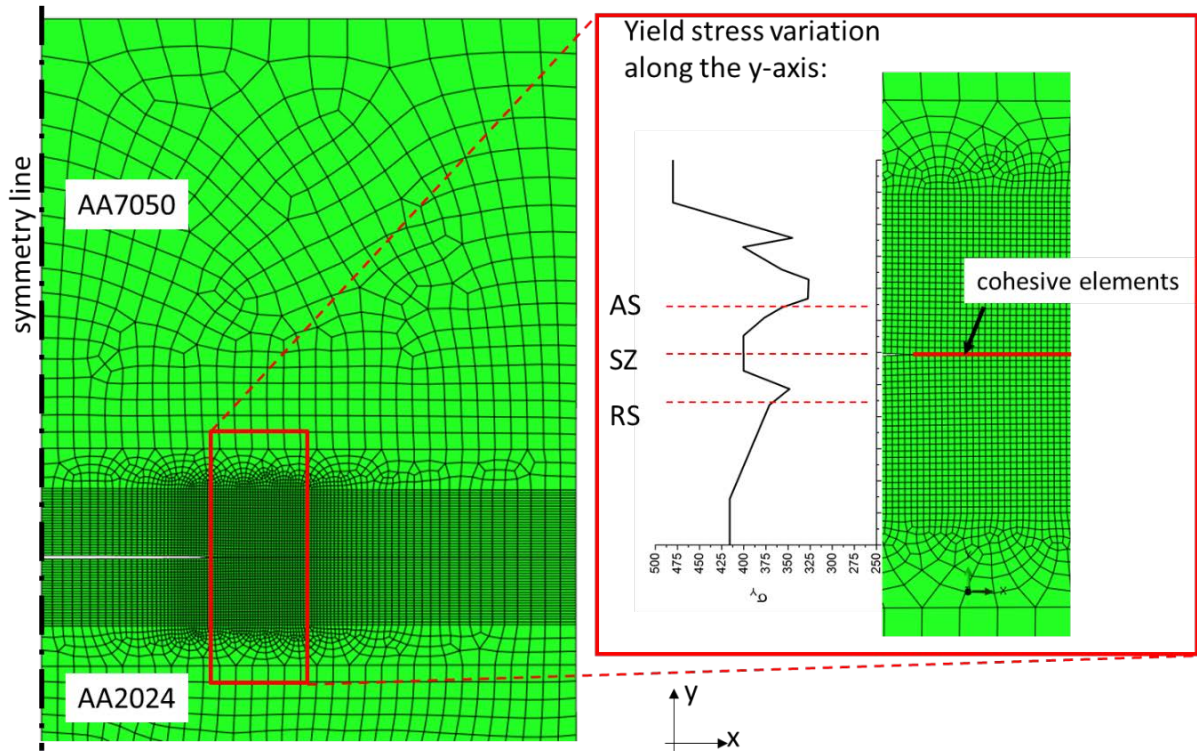 symmetry line
AA7050
AA2024
Yield stress variation
along the y-axis:
AS
SZ
RS
cohesive elements
500 475 450 425 400 375 350 325 300 275 250
σY
Y
x
y
x